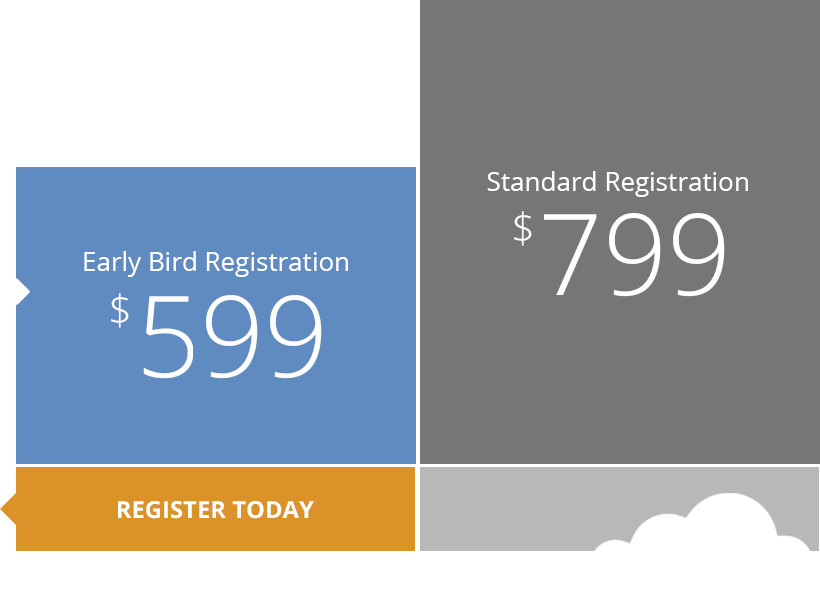 Early Bird Registration
$599
REGISTER TODAY
Standard Registration
$799